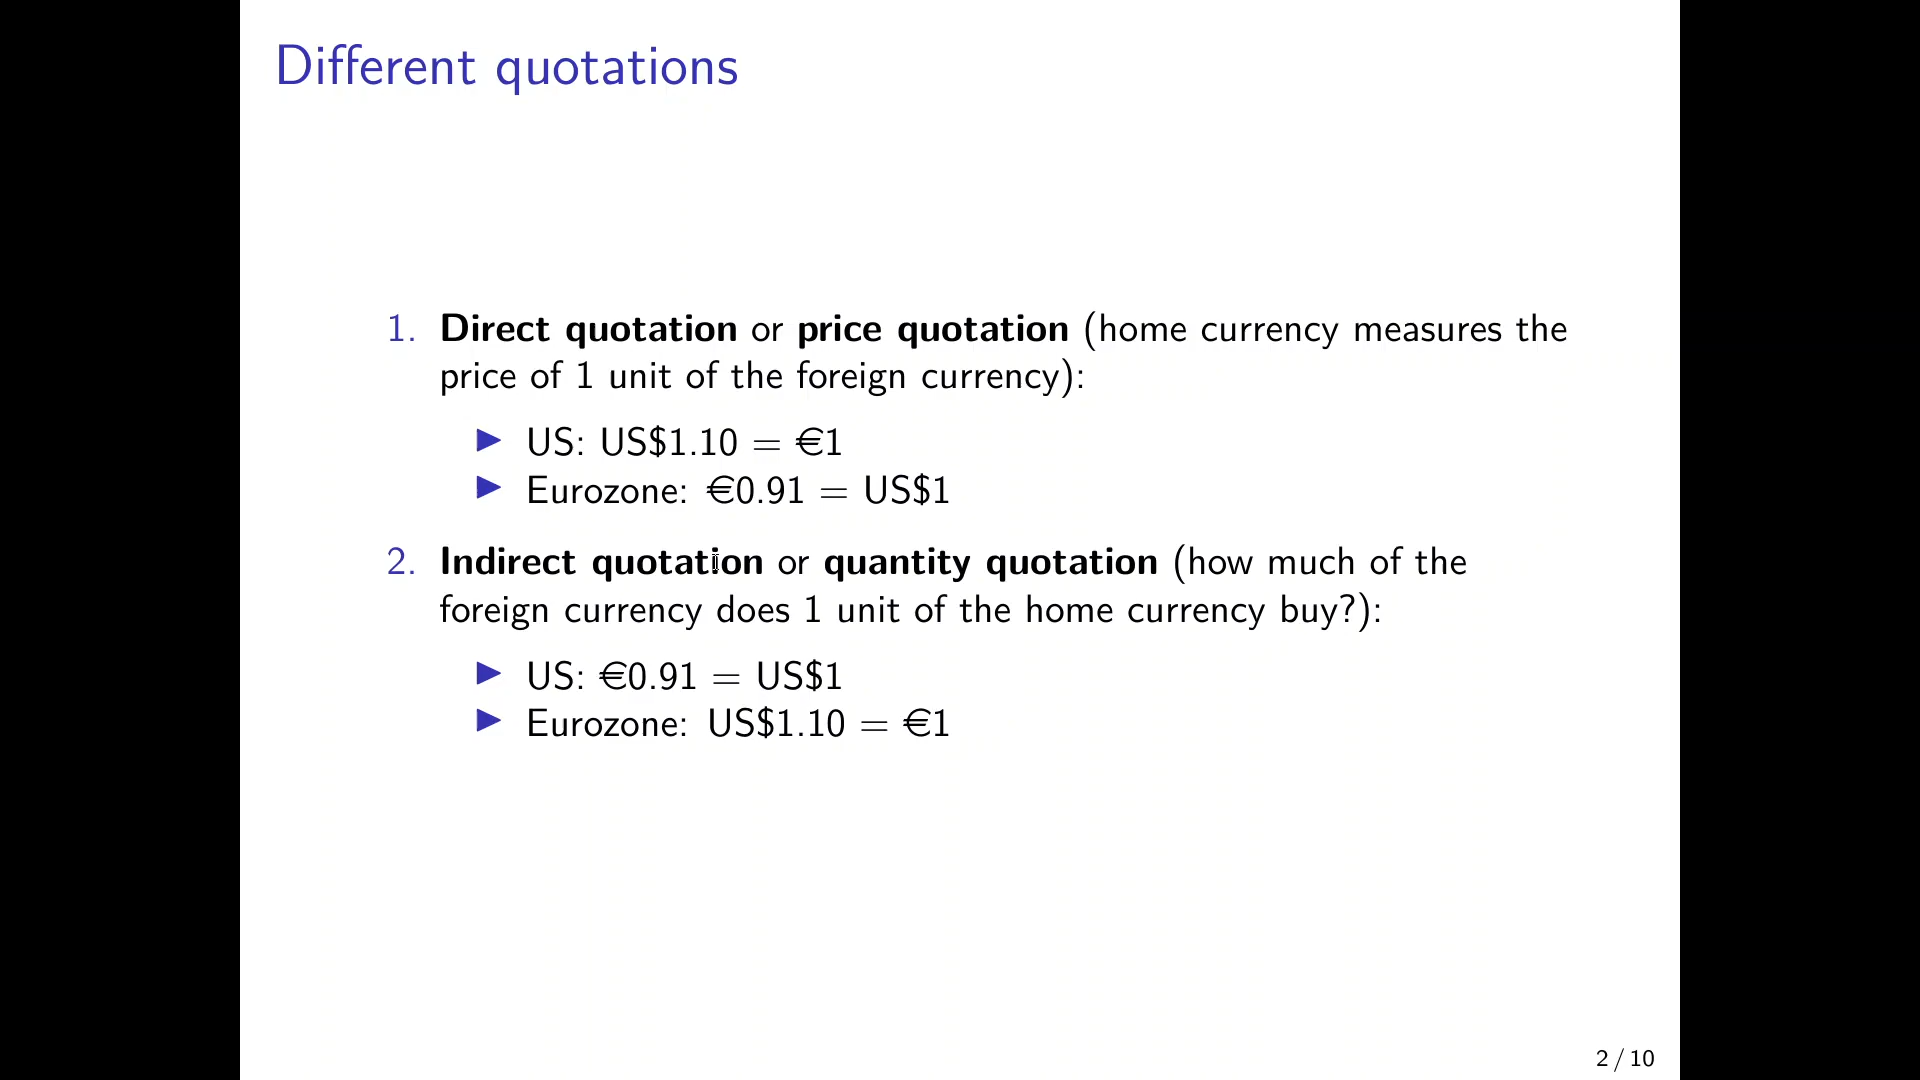 Different quotations
1. Direct quotation or price quotation (home currency measures the
price of 1 unit of the foreign currency):
▶ US: US$1.10 = €1
▶ Eurozone: €0.91 = US$1
2. Indirect quotation or quantity quotation (how much of the
foreign currency does 1 unit of the home currency buy?):
▶ US: €0.91 = US$1
▶ Eurozone: US$1.10 = €1
2 / 10